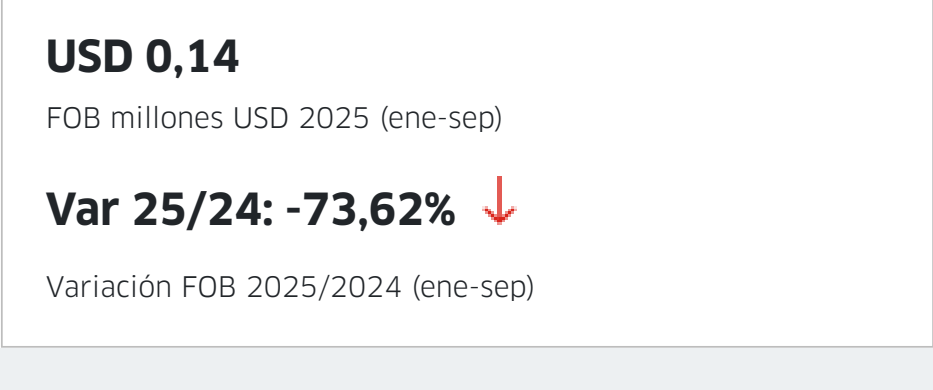 USD 0,14
FOB millones USD 2025 (ene-sep)
Var 25/24: -73,62%
Variación FOB 2025/2024 (ene-sep)